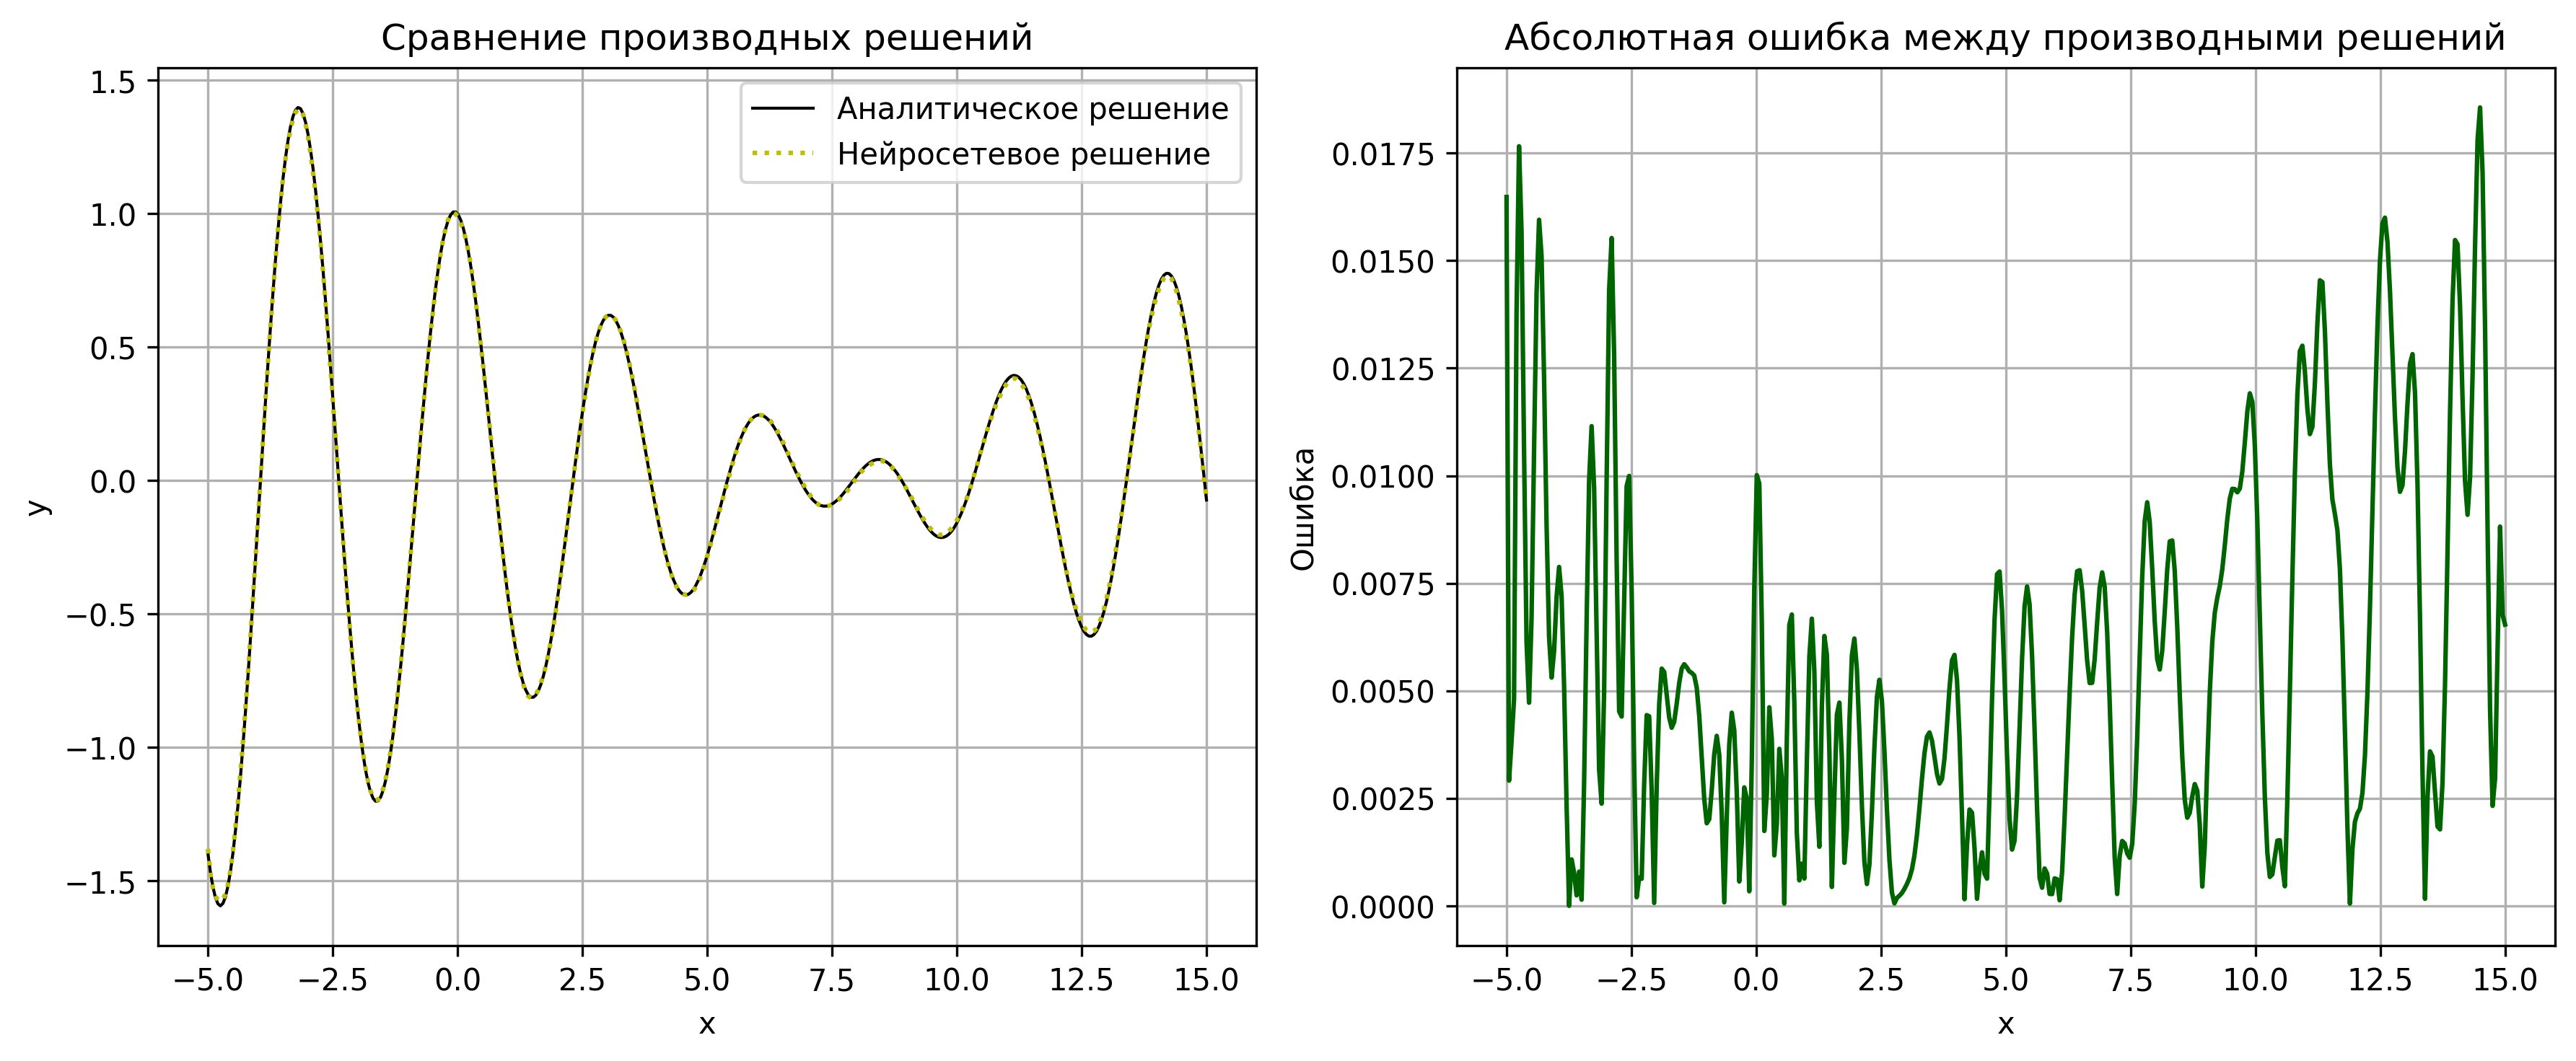 Сравнение производных решений
1.5
1.0
0.5
0.0
−0.5
−1.0
−1.5
y
Аналитическое решение
Нейросетевое решение
−5.0 −2.5 0.0 2.5 5.0 7.5 10.0 12.5 15.0
x
Абсолютная ошибка между производными решений
0.0175
0.0150
0.0125
0.0100
0.0075
0.0050
0.0025
0.0000
Ошибка
−5.0 −2.5 0.0 2.5 5.0 7.5 10.0 12.5 15.0
x